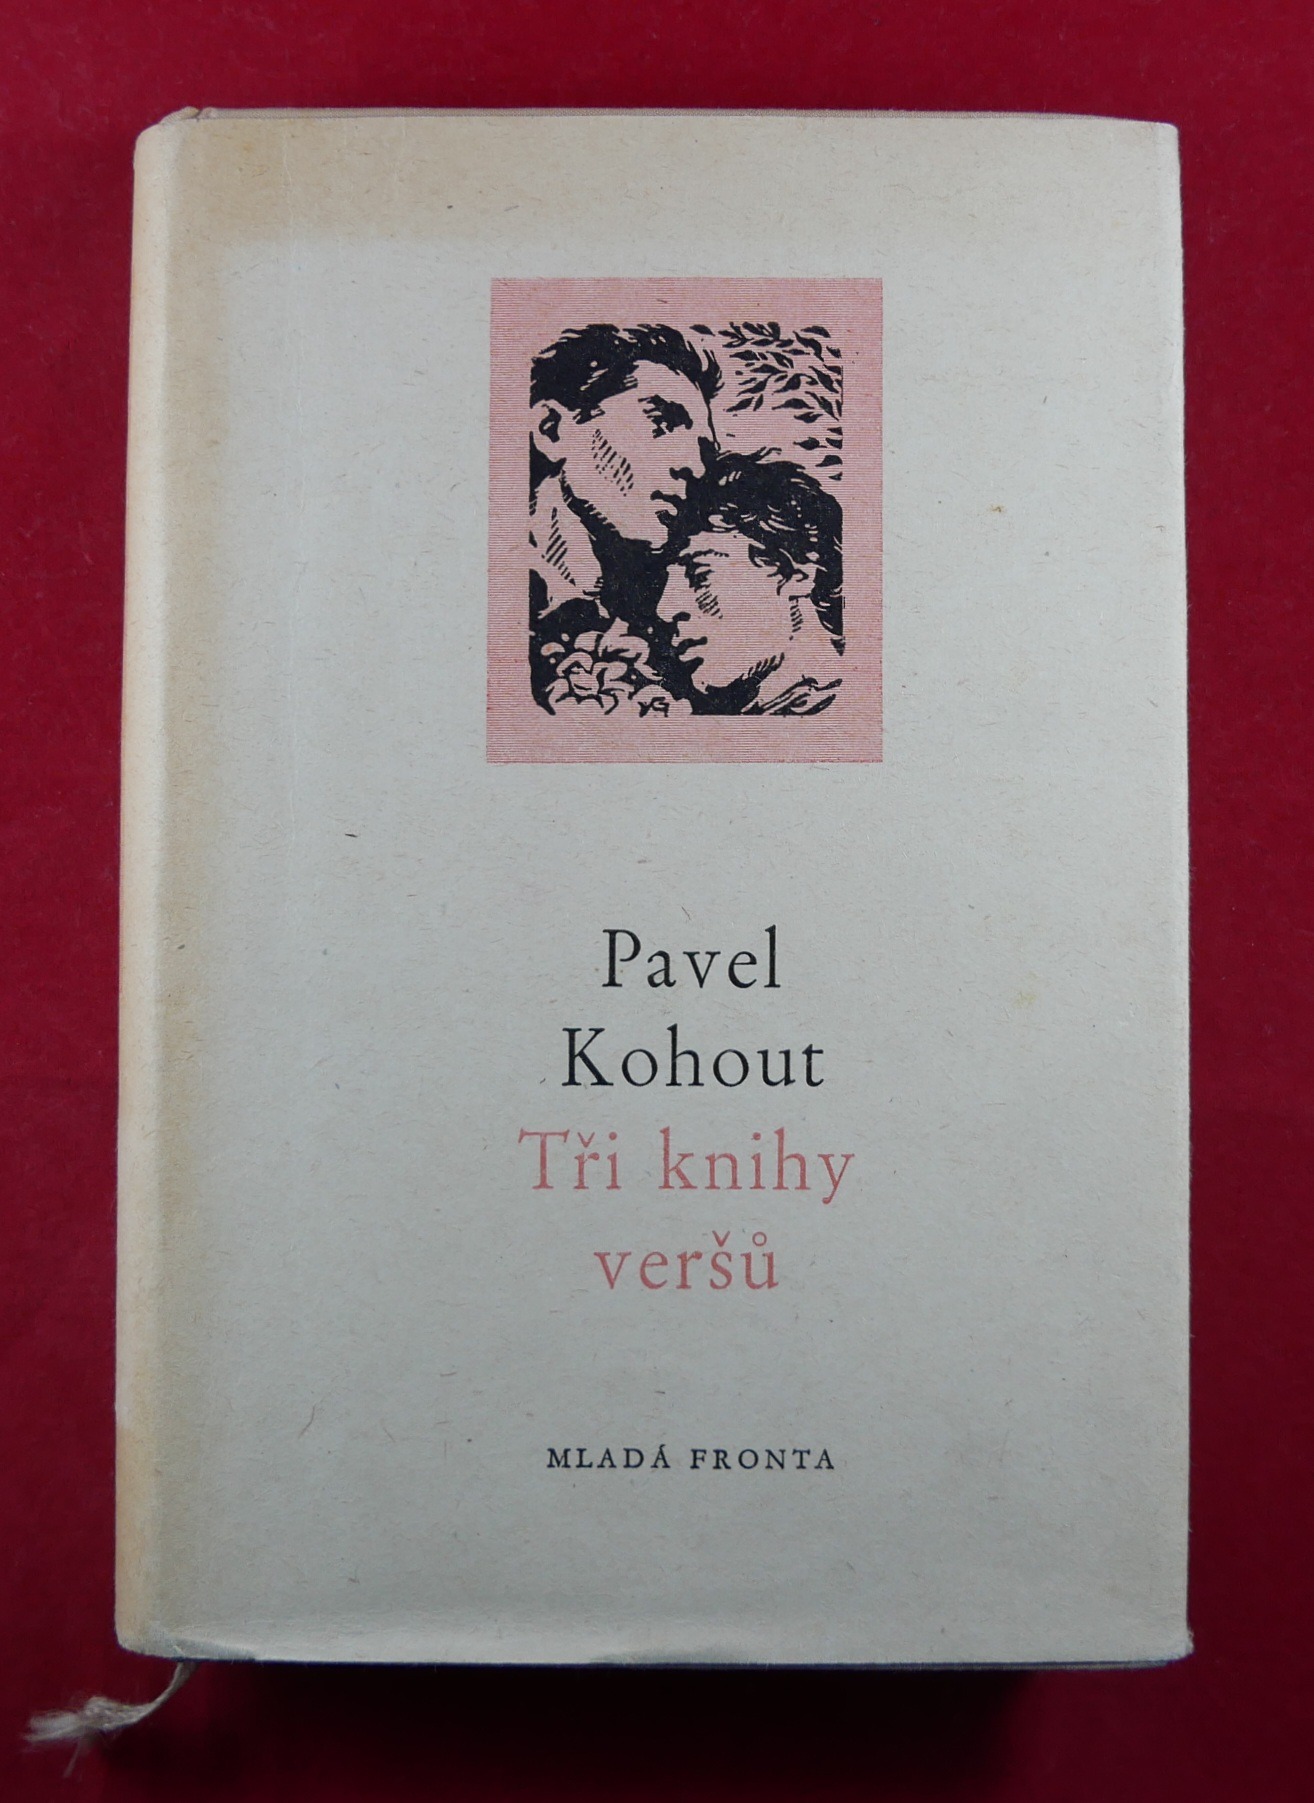 Pavel
Kohout
Tři knihy
veršů
MLADÁ FRONTA